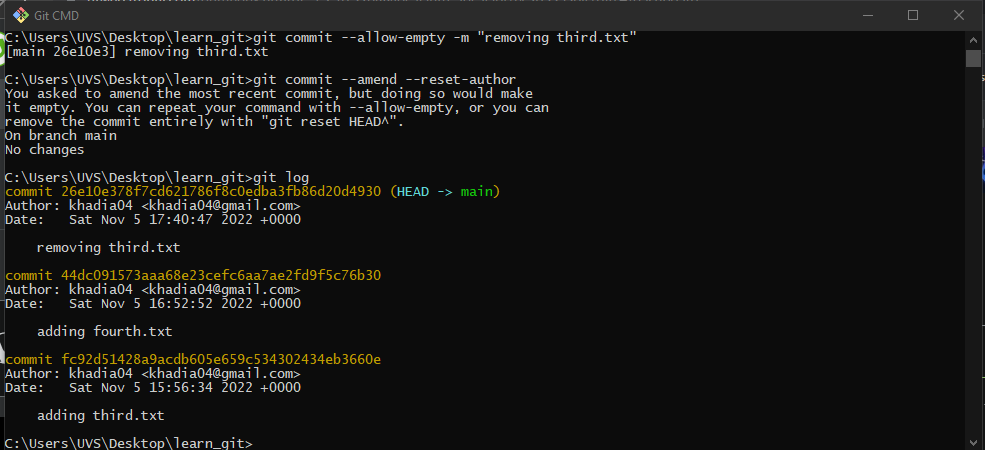 Git CMD
C:\Users\UVS\Desktop\learn_git>git commit --allow-empty -m "removing third.txt"
[main 26e10e3] removing third.txt
C:\Users\UVS\Desktop\learn_git>git commit --amend --reset-author
You asked to amend the most recent commit, but doing so would make
it empty. You can repeat your command with --allow-empty, or you can
remove the commit entirely with "git reset HEAD^".
On branch main
No changes
C:\Users\UVS\Desktop\learn_git>git log
commit 26e10e378f7cd621786f8c0edba3fb86d20d4930 (HEAD -> main)
Author: khadia04 <khadia04@gmail.com>
Date:   Sat Nov 5 17:40:47 2022 +0000
    removing third.txt
commit 44dc091573aaa68e23cefc6aa7ae2fd9f5c76b30
Author: khadia04 <khadia04@gmail.com>
Date:   Sat Nov 5 16:52:52 2022 +0000
    adding fourth.txt
commit fc92d51428a9acdb605e659c534302434eb3660e
Author: khadia04 <khadia04@gmail.com>
Date:   Sat Nov 5 15:56:34 2022 +0000
    adding third.txt
C:\Users\UVS\Desktop\learn_git>